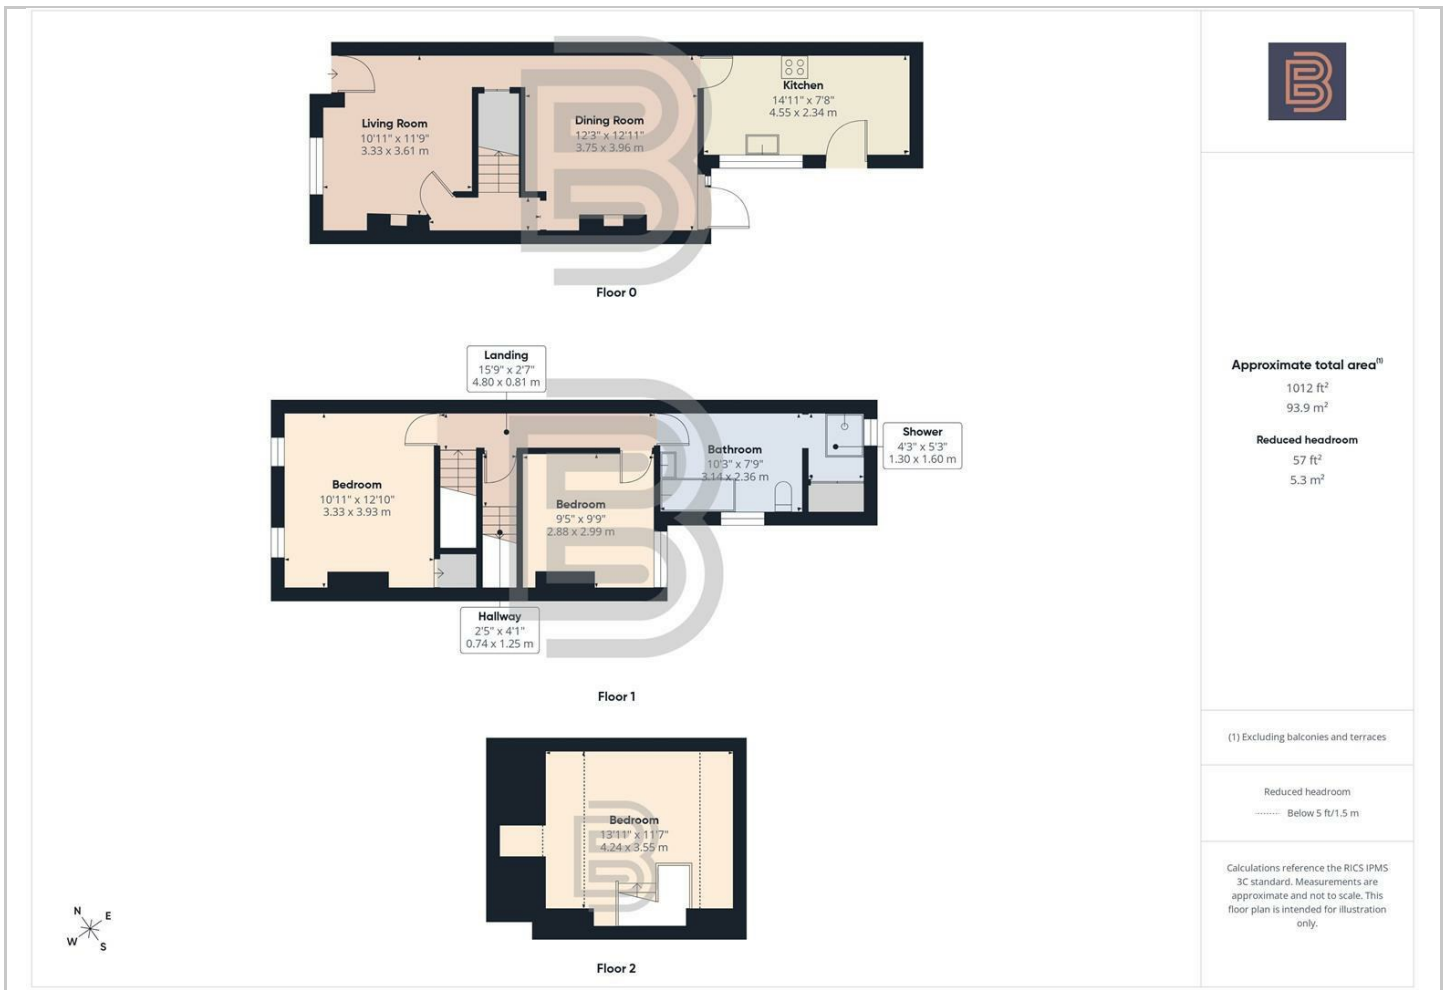 Living Room
10'11" x 11'9"
3.33 x 3.61 m
Dining Room
12'3" x 12'11"
3.75 x 3.96 m
Kitchen
14'11" x 7'8"
4.55 x 2.34 m
Floor 0
Landing
15'9" x 2'7"
4.80 x 0.81 m
Bedroom
10'11" x 12'10"
3.33 x 3.93 m
Bedroom
9'5" x 9'9"
2.88 x 2.99 m
Bathroom
10'3" x 7'9"
3.14 x 2.36 m
Shower
4'3" x 5'3"
1.30 x 1.60 m
Hallway
2'5" x 4'1"
0.74 x 1.25 m
Floor 1
Bedroom
13'11" x 11'7"
4.24 x 3.55 m
Floor 2
N
E
W
S
B
Approximate total area(1)
1012 ft²
93.9 m²
Reduced headroom
57 ft²
5.3 m²
(1) Excluding balconies and terraces
Reduced headroom
Below 5 ft/1.5 m
Calculations reference the RICS IPMS
3C standard. Measurements are
approximate and not to scale. This
floor plan is intended for illustration
only.